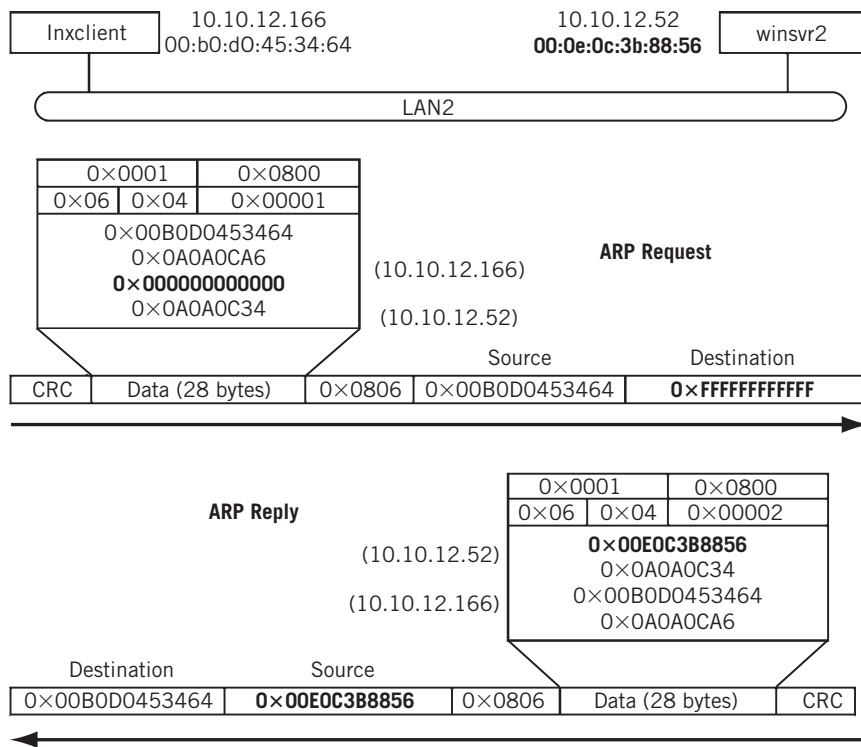 lnxclient
10.10.12.166
00:b0:d0:45:34:64
10.10.12.52
00:0e:0c:3b:88:56
winsvr2
LAN2
0×0001 0×0800
0×06 0×04 0×00001
0×00B0D0453464
0×0A0A0CA6
0×000000000000
0×0A0A0C34
(10.10.12.166)
(10.10.12.52)
ARP Request
Source Destination
CRC Data (28 bytes) 0×0806 0×00B0D0453464 0×FFFFFFFFFFFF
ARP Reply
0×0001 0×0800
0×06 0×04 0×00002
0×00E0C3B8856
0×0A0A0C34
0×00B0D0453464
0×0A0A0CA6
(10.10.12.52)
(10.10.12.166)
Destination Source
0×00B0D0453464 0×00E0C3B8856 0×0806 Data (28 bytes) CRC